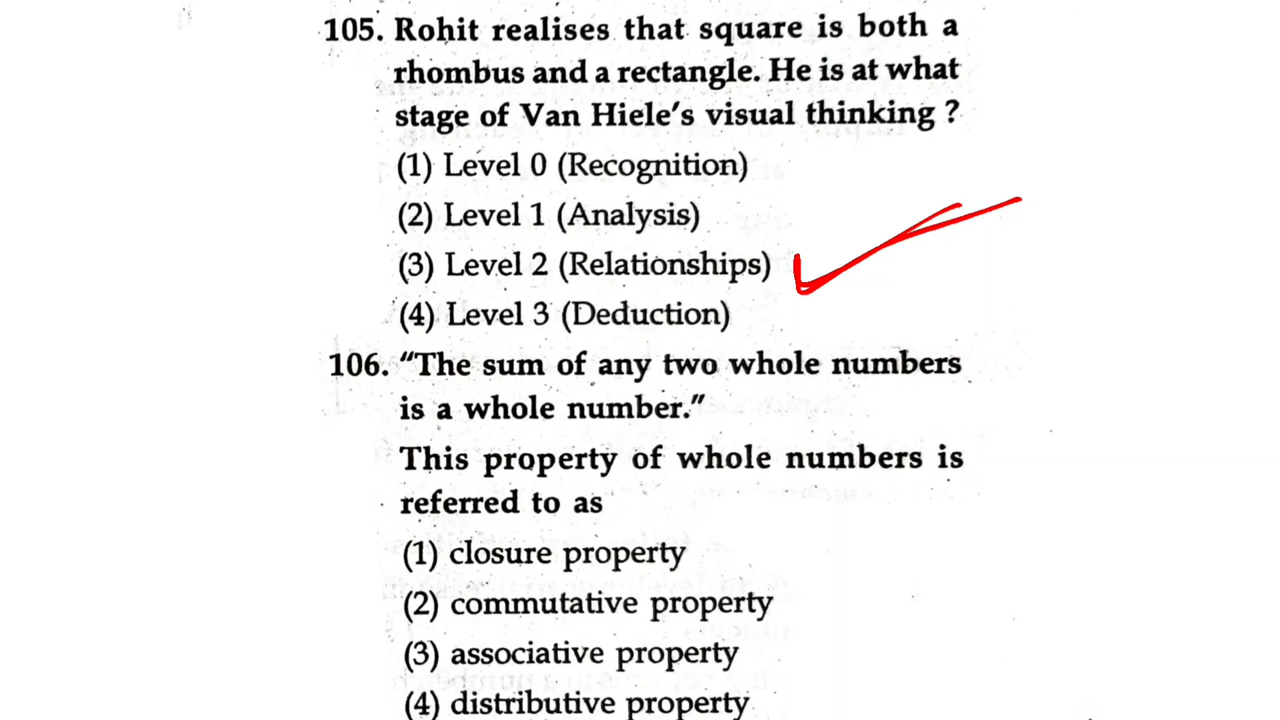 105. Rohit realises that square is both a
rhombus and a rectangle. He is at what
stage of Van Hiele's visual thinking ?
(1) Level 0 (Recognition)
(2) Level 1 (Analysis)
(3) Level 2 (Relationships)
(4) Level 3 (Deduction)
106. "The sum of any two whole numbers
is a whole number."
This property of whole numbers is
referred to as
(1) closure property
(2) commutative property
(3) associative property
(4) distributive property